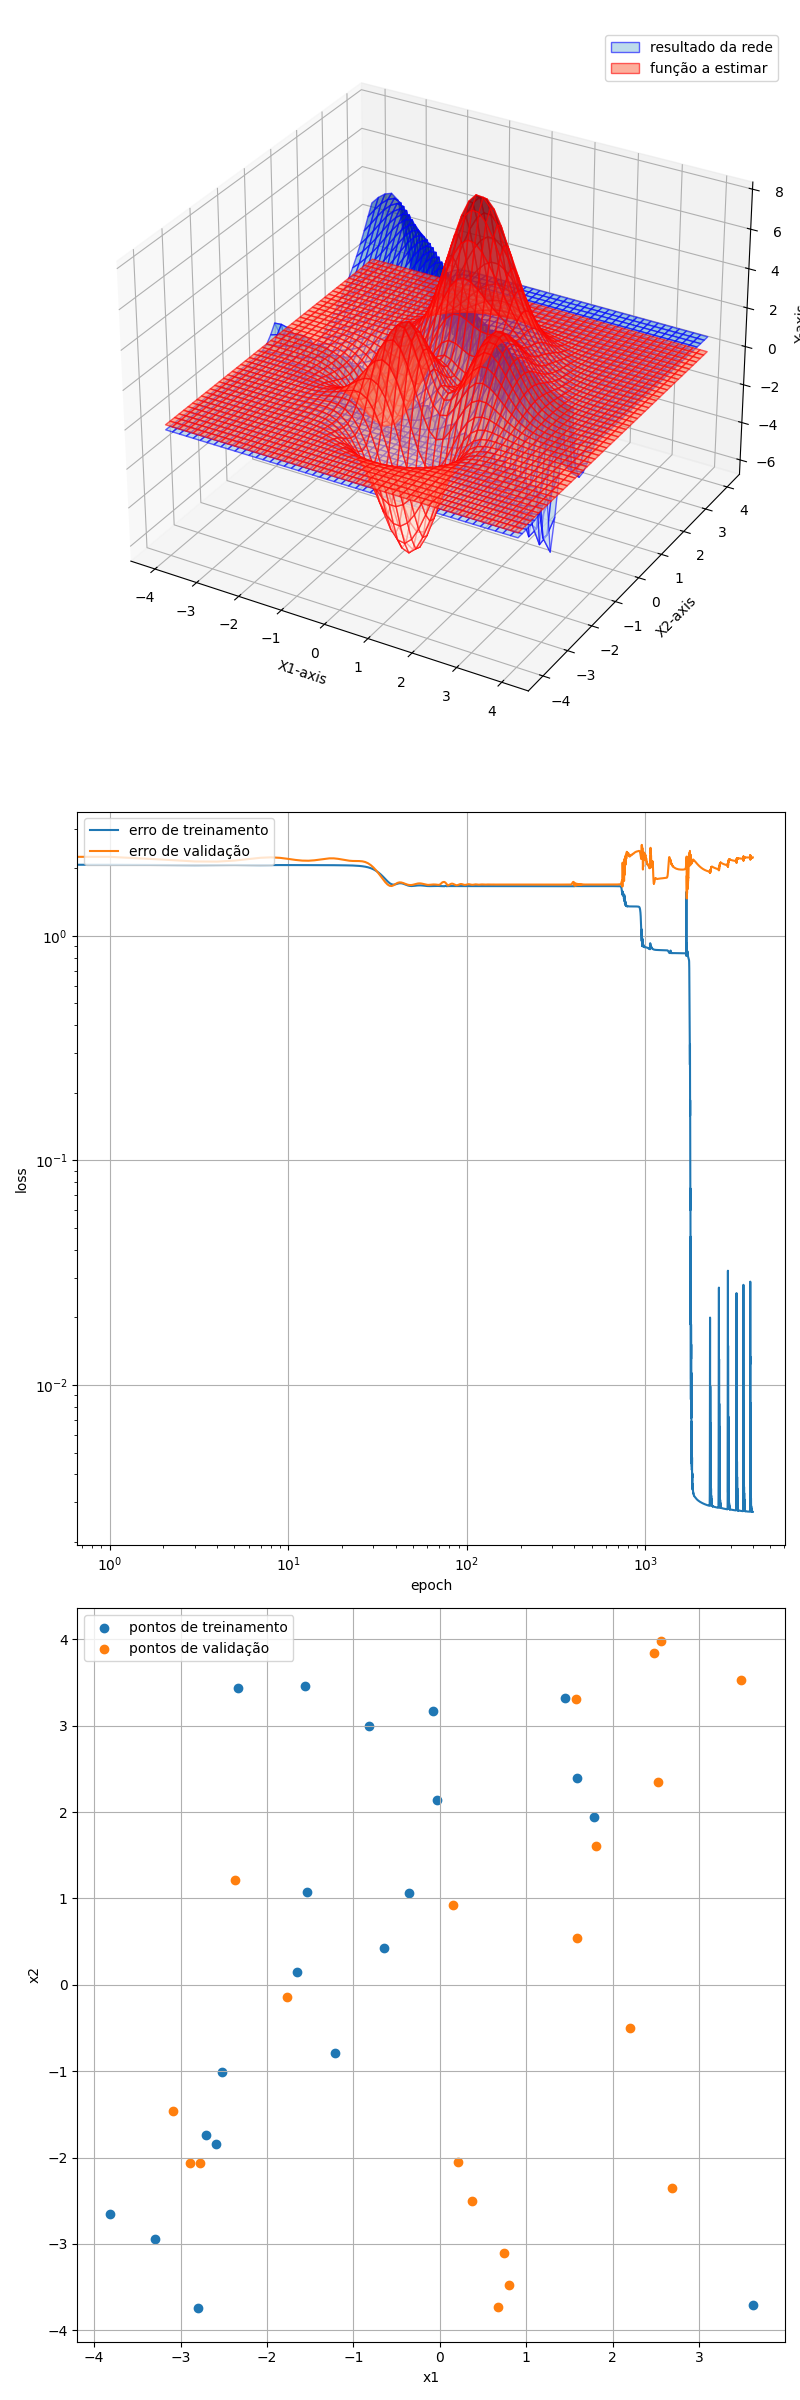 resultado da rede
função a estimar
8
6
4
2
0
−2
−4
−6
−4
−3
−2
−1
0
1
2
3
4
X1-axis
−4
−3
−2
−1
0
1
2
3
4
X2-axis
erro de treinamento
erro de validação
10^0
10^−1
10^−2
loss
10^0 10^1 10^2 10^3
epoch
pontos de treinamento
pontos de validação
4
3
2
1
0
−1
−2
−3
−4
x2
−4 −3 −2 −1 0 1 2 3
x1